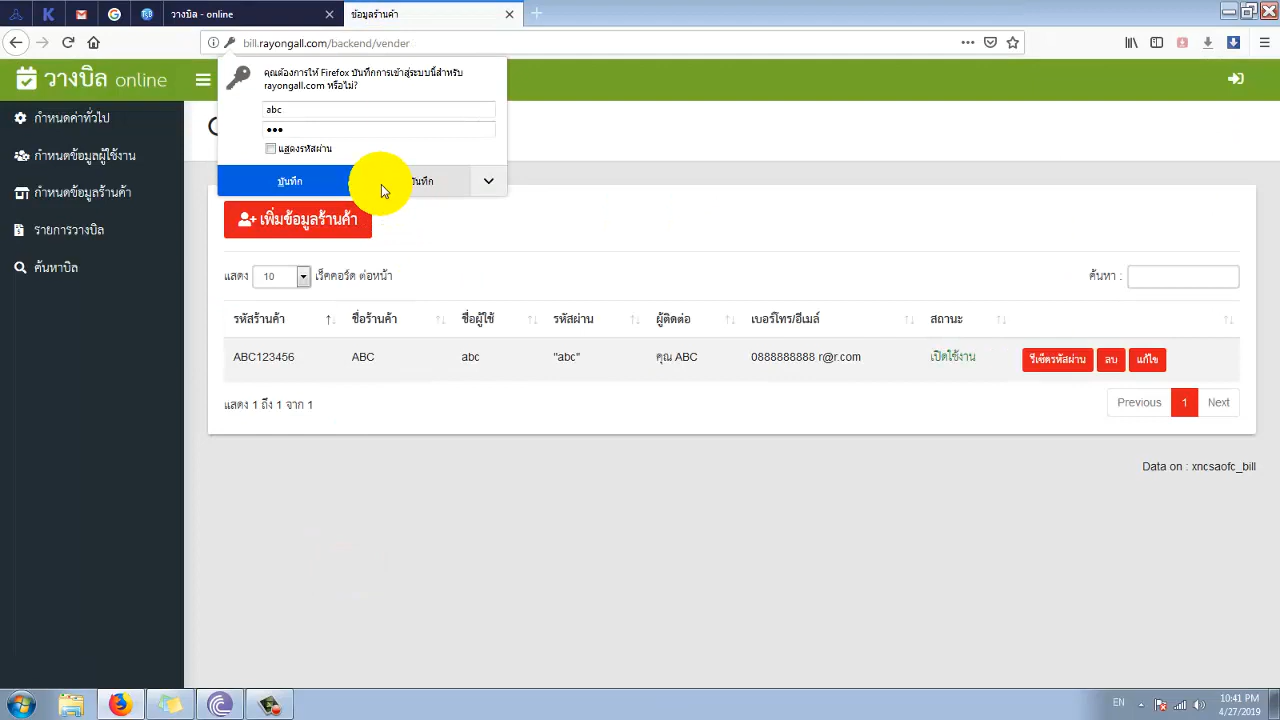 วางบิล - online
ข้อมูลร้านค้า
bill.rayongall.com/backend/vender
วางบิล online
คุณต้องการให้ Firefox บันทึกการเข้าสู่ระบบนี้สำหรับ
rayongall.com หรือไม่?
abc
•••
แสดงรหัสผ่าน
บันทึก
กำหนดค่าทั่วไป
กำหนดข้อมูลผู้ใช้งาน
กำหนดข้อมูลร้านค้า
รายการวางบิล
ค้นหาบิล
เพิ่มข้อมูลร้านค้า
แสดง 10 เร็คคอร์ด ต่อหน้า
ค้นหา :
รหัสร้านค้า ชื่อร้านค้า ชื่อผู้ใช้ รหัสผ่าน ผู้ติดต่อ เบอร์โทร/อีเมล์ สถานะ
ABC123456 ABC abc "abc" คุณ ABC 0888888888 r@r.com เปิดใช้งาน รีเซ็ตรหัสผ่าน ลบ แก้ไข
แสดง 1 ถึง 1 จาก 1
Previous 1 Next
Data on : xncsaofc_bill
EN
10:41 PM
4/27/2019